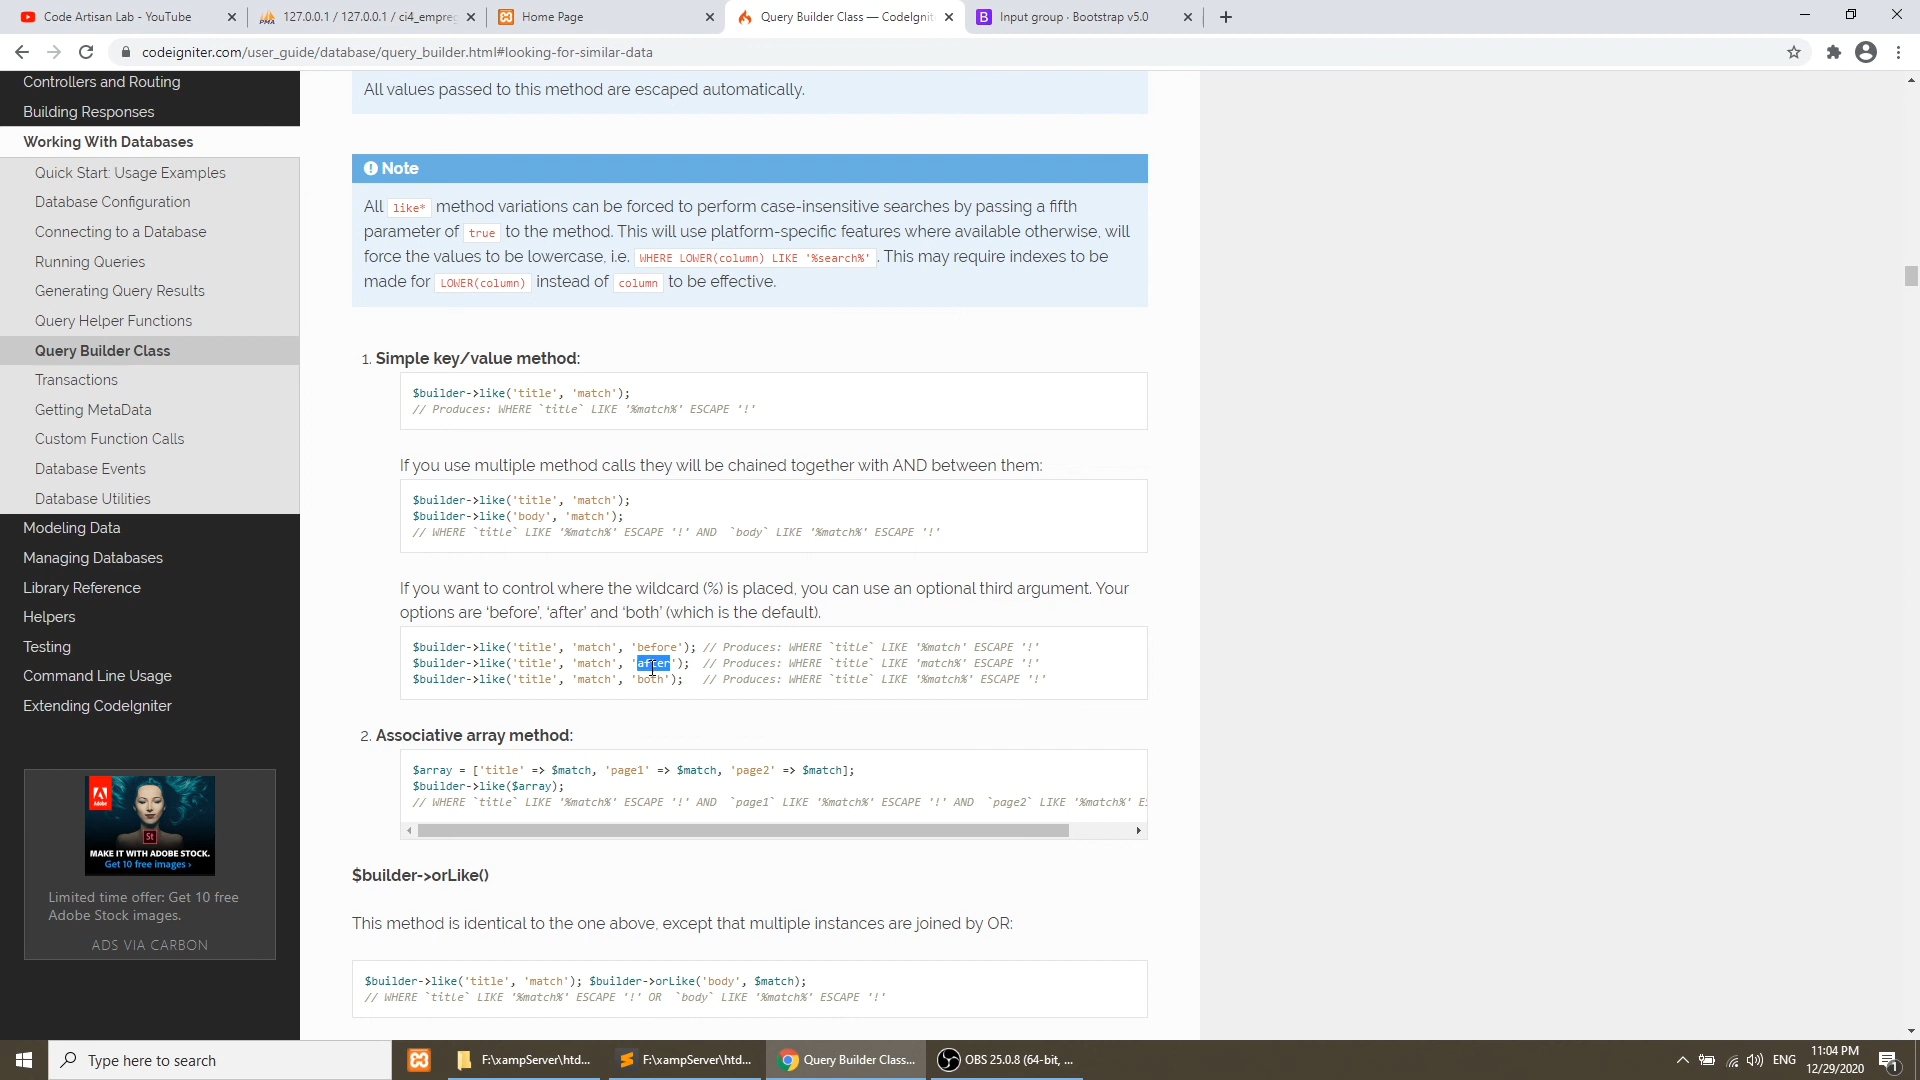 Code Artisan Lab - YouTube
127.0.0.1 / 127.0.0.1 / ci4_empre
Home Page
Query Builder Class — CodeIgnit
Input group · Bootstrap v5.0
codeigniter.com/user_guide/database/query_builder.html#looking-for-similar-data
Controllers and Routing
Building Responses
Working With Databases
Quick Start: Usage Examples
Database Configuration
Connecting to a Database
Running Queries
Generating Query Results
Query Helper Functions
Query Builder Class
Transactions
Getting MetaData
Custom Function Calls
Database Events
Database Utilities
Modeling Data
Managing Databases
Library Reference
Helpers
Testing
Command Line Usage
Extending CodeIgniter
MAKE IT WITH ADOBE STOCK.
Get 10 free images ›
Limited time offer: Get 10 free
Adobe Stock images.
ADS VIA CARBON
All values passed to this method are escaped automatically.
Note
All like* method variations can be forced to perform case-insensitive searches by passing a fifth
parameter of true to the method. This will use platform-specific features where available otherwise, will
force the values to be lowercase, i.e. WHERE LOWER(column) LIKE '%search%' . This may require indexes to be
made for LOWER(column) instead of column to be effective.
1. Simple key/value method:
$builder->like('title', 'match');
// Produces: WHERE `title` LIKE '%match%' ESCAPE '!'
If you use multiple method calls they will be chained together with AND between them:
$builder->like('title', 'match');
$builder->like('body', 'match');
// WHERE `title` LIKE '%match%' ESCAPE '!' AND  `body` LIKE '%match%' ESCAPE '!'
If you want to control where the wildcard (%) is placed, you can use an optional third argument. Your
options are ‘before’, ‘after’ and ‘both’ (which is the default).
$builder->like('title', 'match', 'before'); // Produces: WHERE `title` LIKE '%match' ESCAPE '!'
$builder->like('title', 'match', 'after');  // Produces: WHERE `title` LIKE 'match%' ESCAPE '!'
$builder->like('title', 'match', 'both');   // Produces: WHERE `title` LIKE '%match%' ESCAPE '!'
2. Associative array method:
$array = ['title' => $match, 'page1' => $match, 'page2' => $match];
$builder->like($array);
// WHERE `title` LIKE '%match%' ESCAPE '!' AND  `page1` LIKE '%match%' ESCAPE '!' AND  `page2` LIKE '%match%' E
$builder->orLike()
This method is identical to the one above, except that multiple instances are joined by OR:
$builder->like('title', 'match'); $builder->orLike('body', $match);
// WHERE `title` LIKE '%match%' ESCAPE '!' OR  `body` LIKE '%match%' ESCAPE '!'
Type here to search
F:\xampServer\htd...
F:\xampServer\htd...
Query Builder Class...
OBS 25.0.8 (64-bit, ...
ENG
11:04 PM
12/29/2020
1